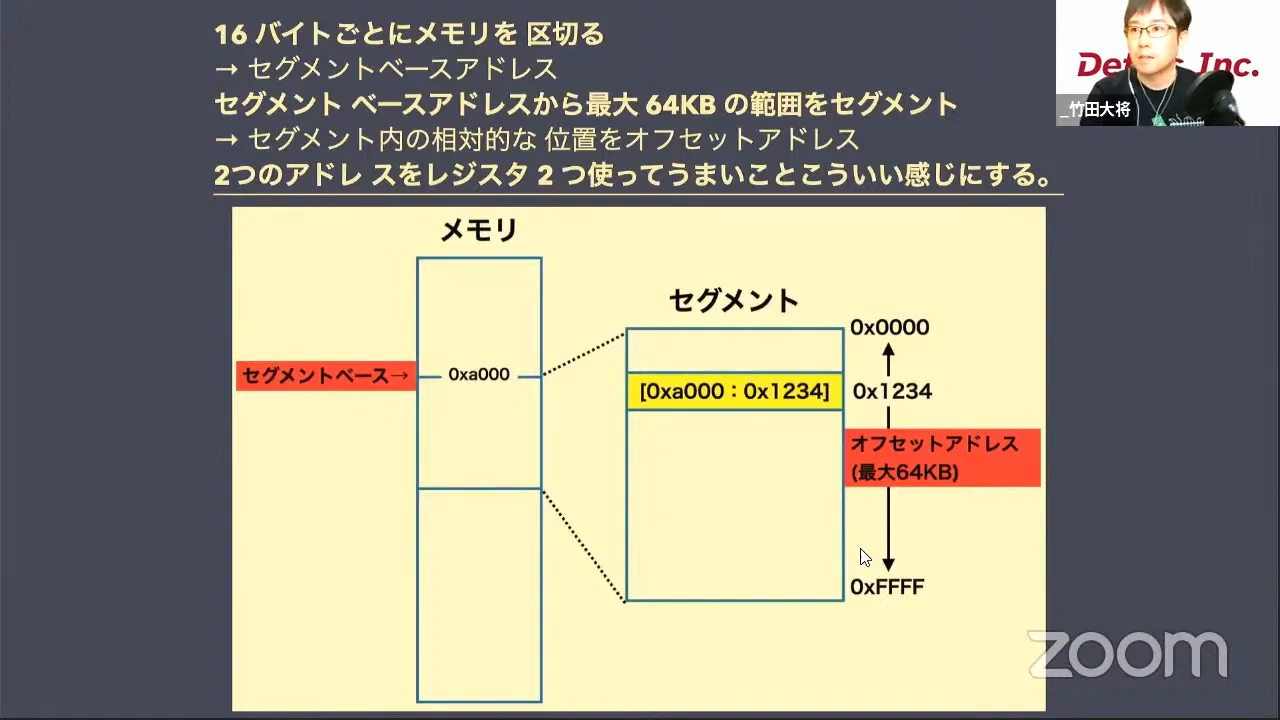 16 バイトごとにメモリを 区切る
→ セグメントベースアドレス
セグメント ベースアドレスから最大 64KB の範囲をセグメント
→ セグメント内の相対的な 位置をオフセットアドレス
2つのアドレ スをレジスタ 2 つ使ってうまいことこういい感じにする。
Inc.
_竹田大将
メモリ
セグメント
0x0000
セグメントベース→
0xa000
[0xa000：0x1234]
0x1234
オフセットアドレス
(最大64KB)
0xFFFF
zoom